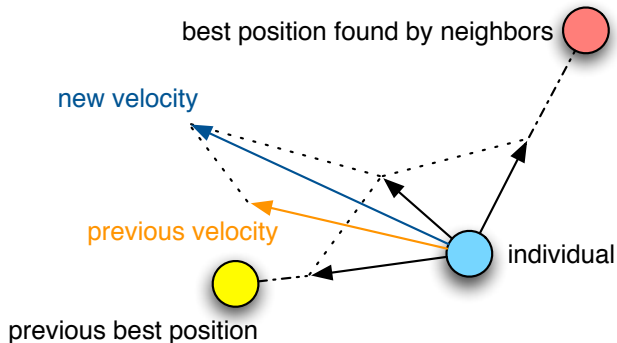 best position found by neighbors
new velocity
previous velocity
individual
previous best position